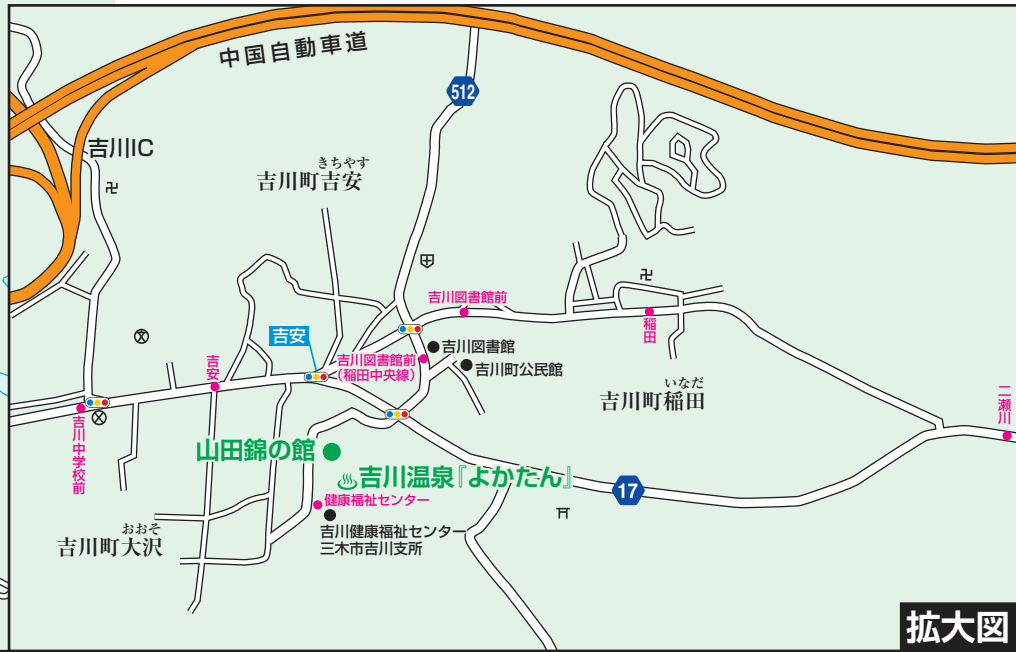 中国自動車道
512
吉川IC
きちやす
吉川町吉安
吉川図書館前
稲田
吉安
吉川図書館
吉川図書館前
(稲田中央線)
吉川町公民館
吉安
いなだ
吉川町稲田
二瀬川
吉川中学校前
山田錦の館
吉川温泉『よかたん』
17
健康福祉センター
吉川健康福祉センター
三木市吉川支所
おおそ
吉川町大沢
拡大図